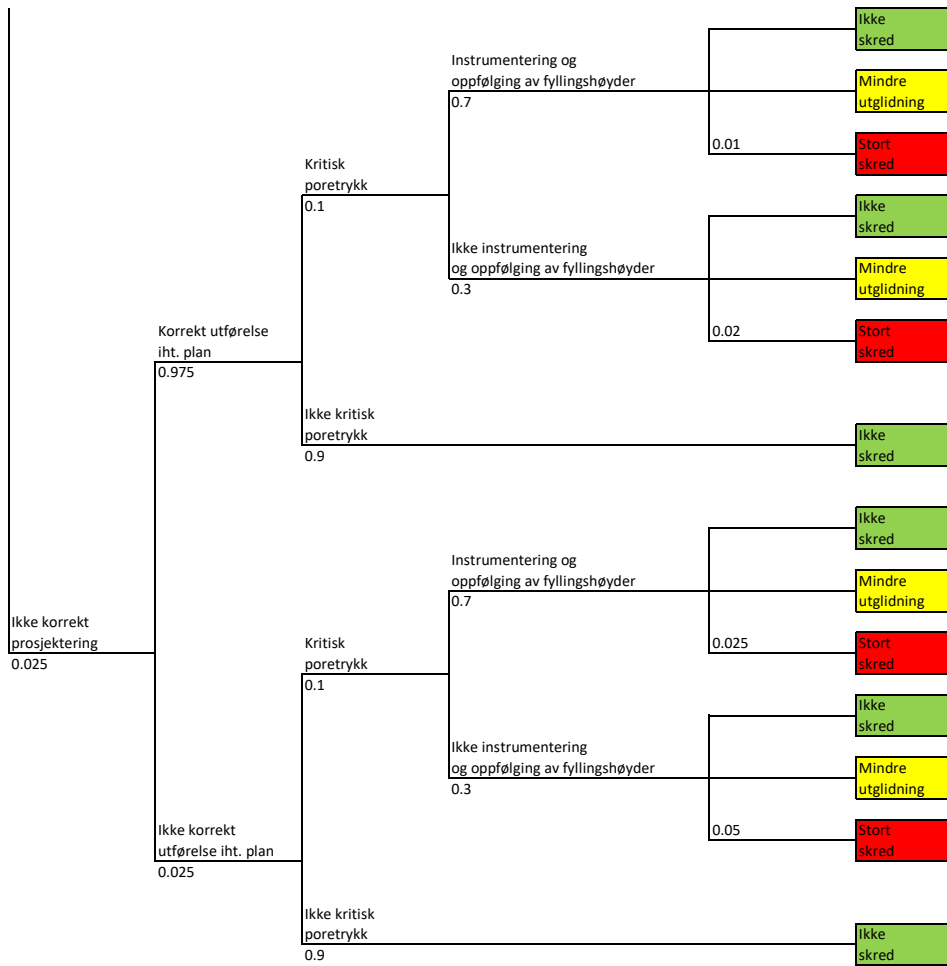 Ikke
skred
Instrumentering og
oppfølging av fyllingshøyder
0.7
Mindre
utglidning
0.01
Stort
skred
Kritisk
poretrykk
0.1
Ikke
skred
Ikke instrumentering
og oppfølging av fyllingshøyder
0.3
Mindre
utglidning
0.02
Stort
skred
Korrekt utførelse
iht. plan
0.975
Ikke kritisk
poretrykk
0.9
Ikke
skred
Ikke
skred
Instrumentering og
oppfølging av fyllingshøyder
0.7
Mindre
utglidning
Ikke korrekt
prosjektering
0.025
Kritisk
poretrykk
0.1
0.025
Stort
skred
Ikke
skred
Ikke instrumentering
og oppfølging av fyllingshøyder
0.3
Mindre
utglidning
Ikke korrekt
utførelse iht. plan
0.025
0.05
Stort
skred
Ikke kritisk
poretrykk
0.9
Ikke
skred